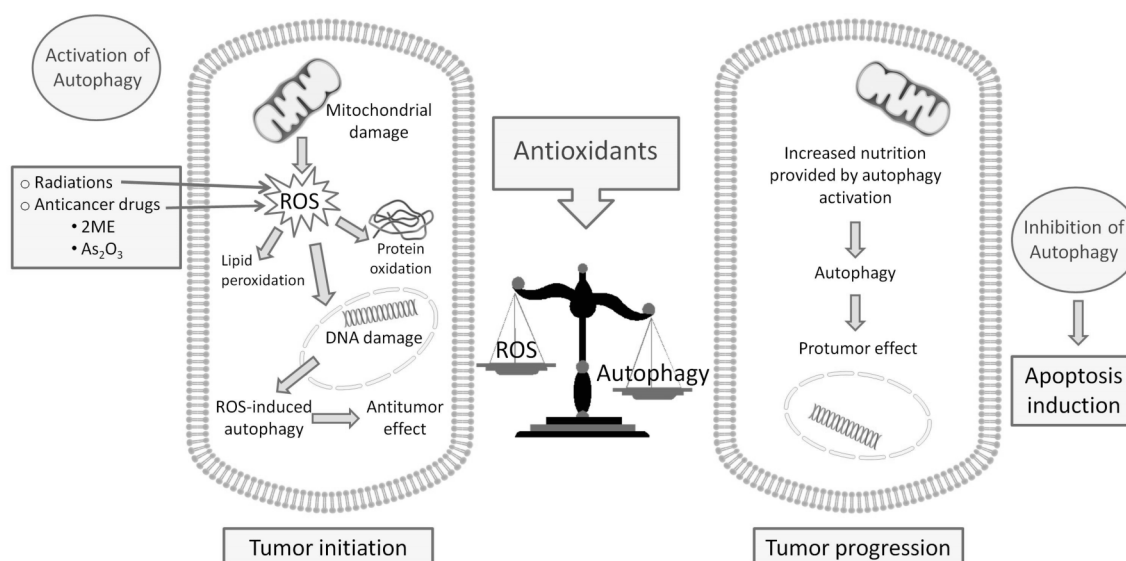 Activation of
Autophagy
Mitochondrial
damage
○ Radiations
○ Anticancer drugs
• 2ME
• As₂O₃
ROS
Lipid
peroxidation
Protein
oxidation
DNA damage
ROS-induced
autophagy
Antitumor
effect
Tumor initiation
Antioxidants
ROS
Autophagy
Increased nutrition
provided by autophagy
activation
Autophagy
Protumor effect
Tumor progression
Inhibition of
Autophagy
Apoptosis
induction